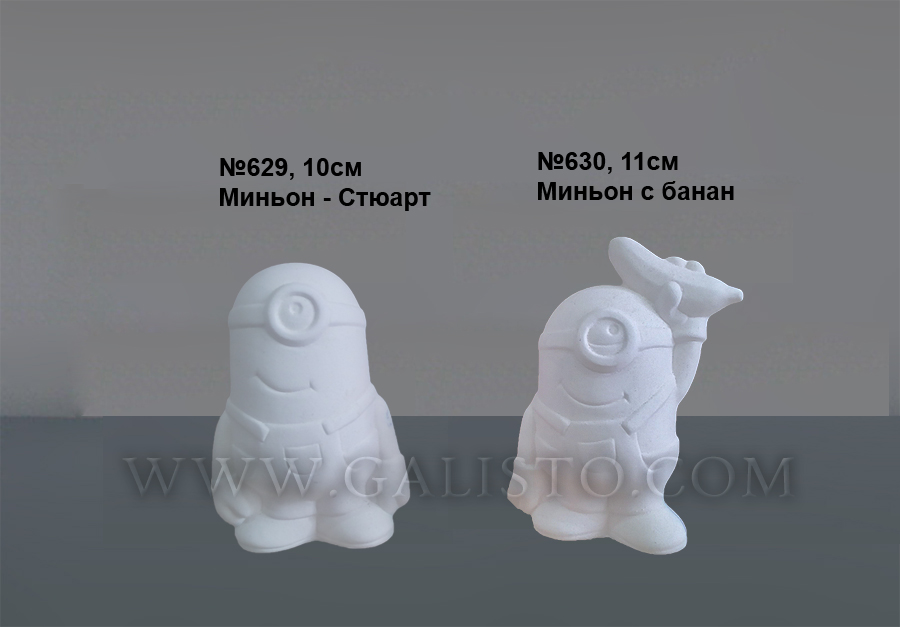 №629, 10см
Миньон - Стюарт
№630, 11см
Миньон с банан
WWW.GALISTO.COM